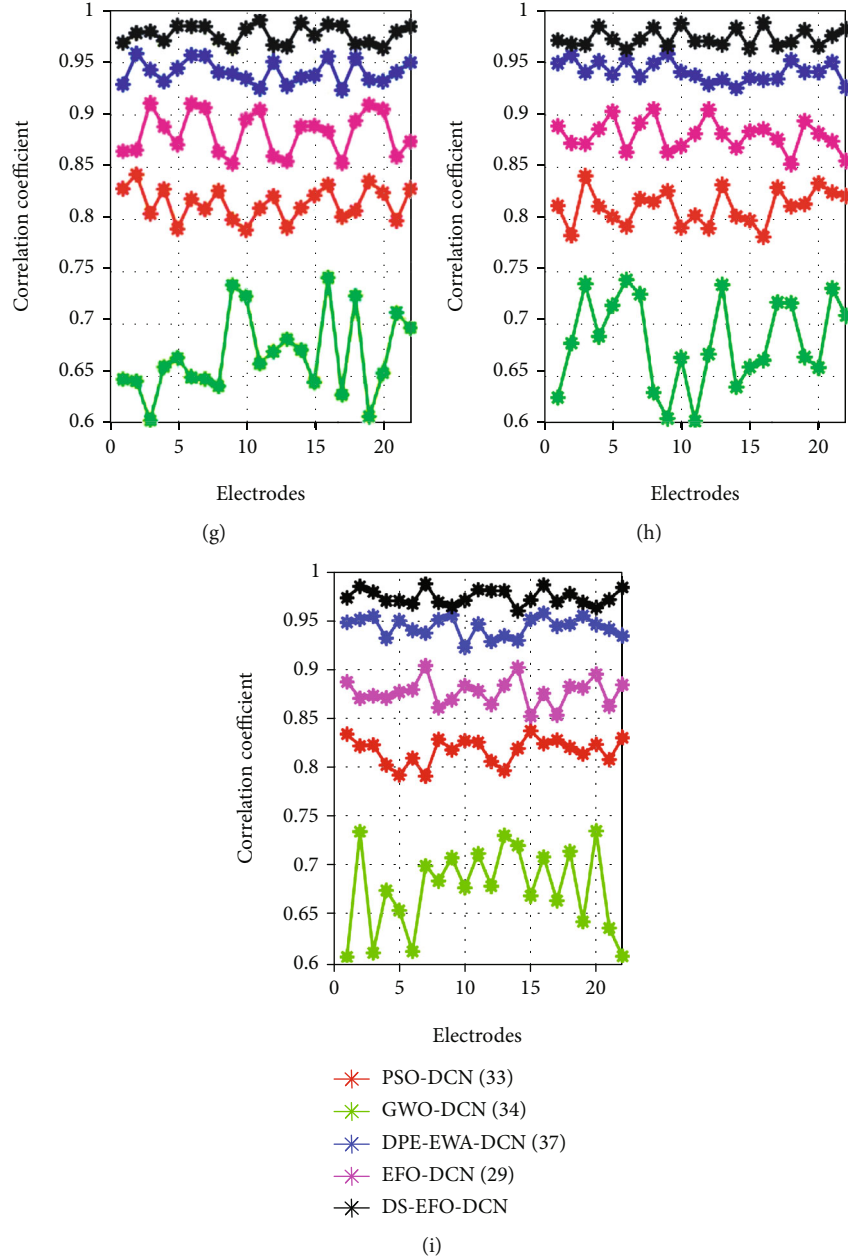 1
0.95
0.9
0.85
0.8
0.75
0.7
0.65
0.6
Correlation coefficient
0 5 10 15 20
Electrodes
(g)
1
0.95
0.9
0.85
0.8
0.75
0.7
0.65
0.6
Correlation coefficient
0 5 10 15 20
Electrodes
(h)
1
0.95
0.9
0.85
0.8
0.75
0.7
0.65
0.6
Correlation coefficient
0 5 10 15 20
Electrodes
PSO-DCN (33)
GWO-DCN (34)
DPE-EWA-DCN (37)
EFO-DCN (29)
DS-EFO-DCN
(i)